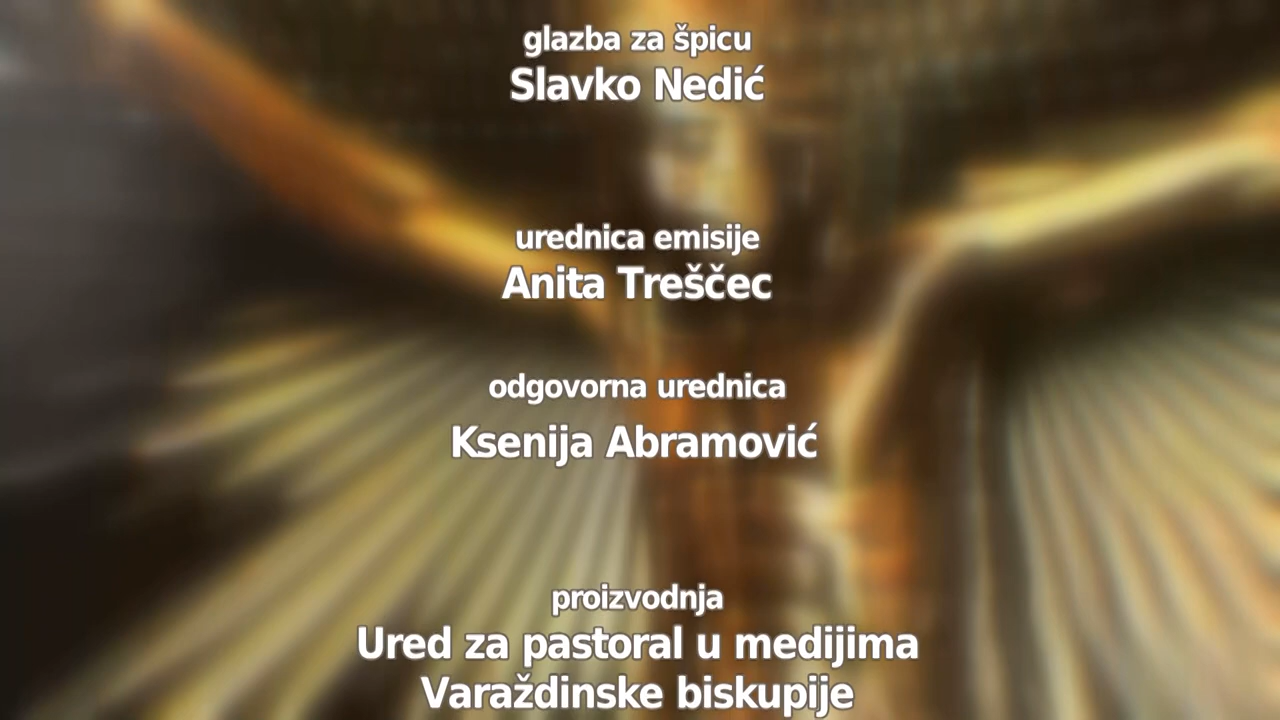 glazba za špicu
Slavko Nedić
urednica emisije
Anita Treščec
odgovorna urednica
Ksenija Abramović
proizvodnja
Ured za pastoral u medijima
Varaždinske biskupije